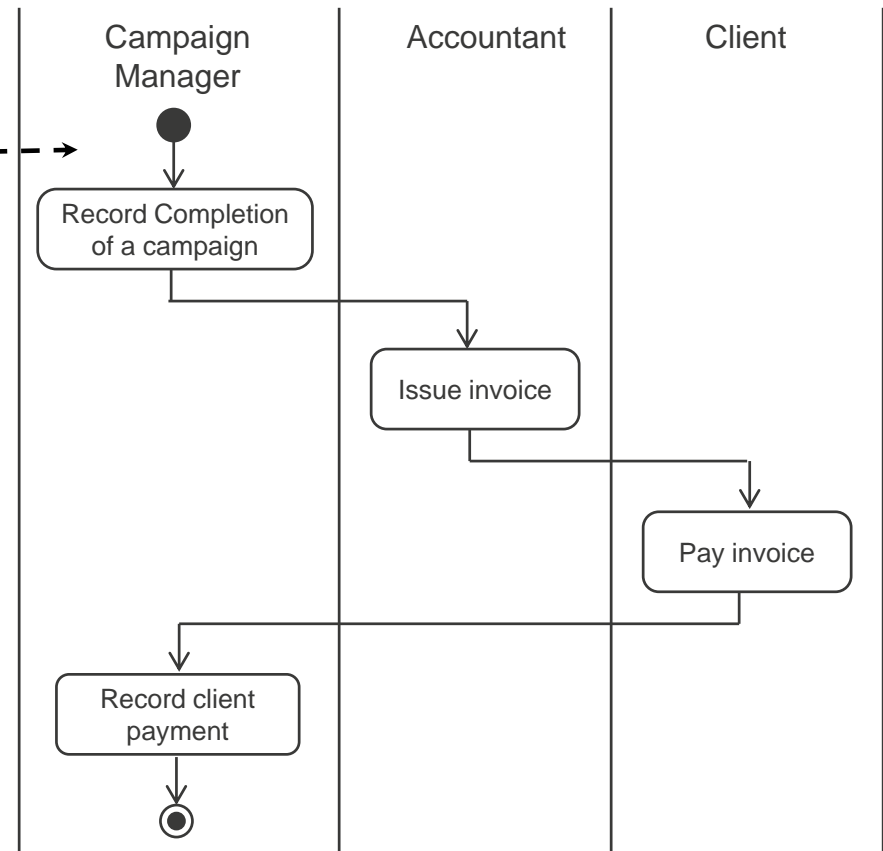 Campaign
Manager
Accountant
Client
Record Completion
of a campaign
Issue invoice
Pay invoice
Record client
payment